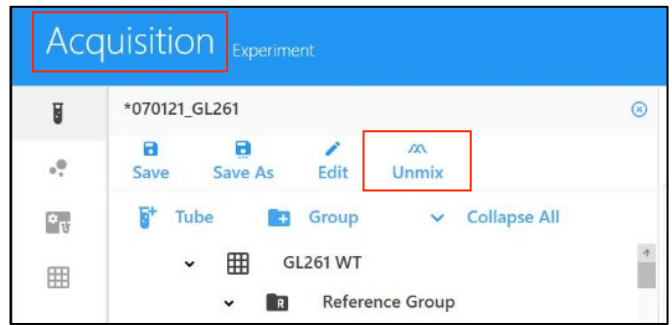 Acquisition Experiment
*070121_GL261
Save Save As Edit Unmix
Tube Group Collapse All
GL261 WT
R Reference Group